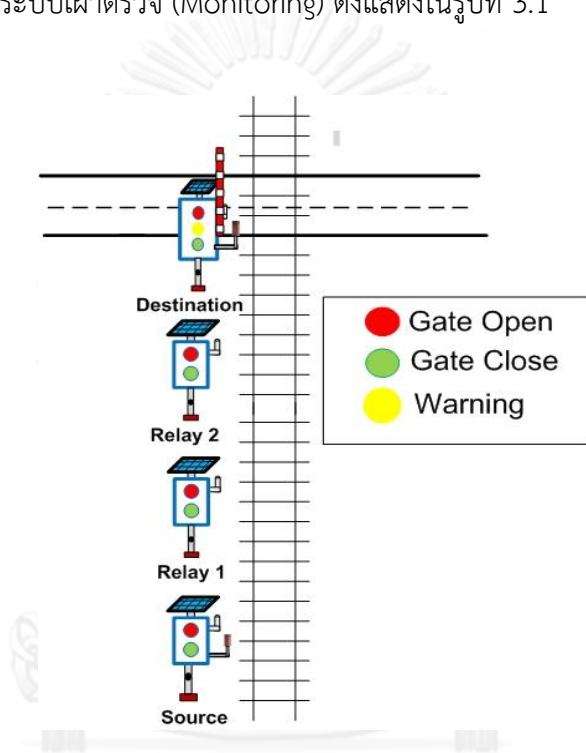 ระบบเฝ้าตรวจ (Monitoring) ดังแสดงในรูปที่ 3.1
Destination
Gate Open
Gate Close
Warning
Relay 2
Relay 1
Source